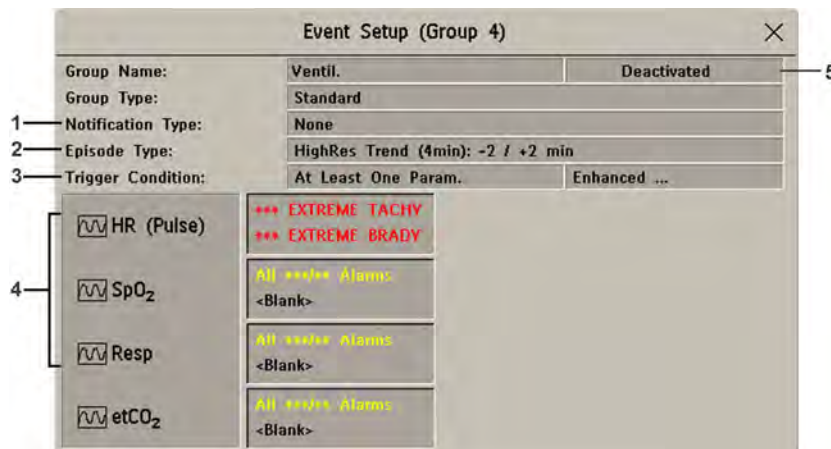 Event Setup (Group 4)
Group Name: Ventil. Deactivated 5
Group Type: Standard
1 Notification Type: None
2 Episode Type: HighRes Trend (4min): -2 / +2 min
3 Trigger Condition: At Least One Param. Enhanced ...
4
HR (Pulse) *** EXTREME TACHY
*** EXTREME BRADY
SpO₂ All ***/** Alarms
<Blank>
Resp All ***/** Alarms
<Blank>
etCO₂ All ***/** Alarms
<Blank>